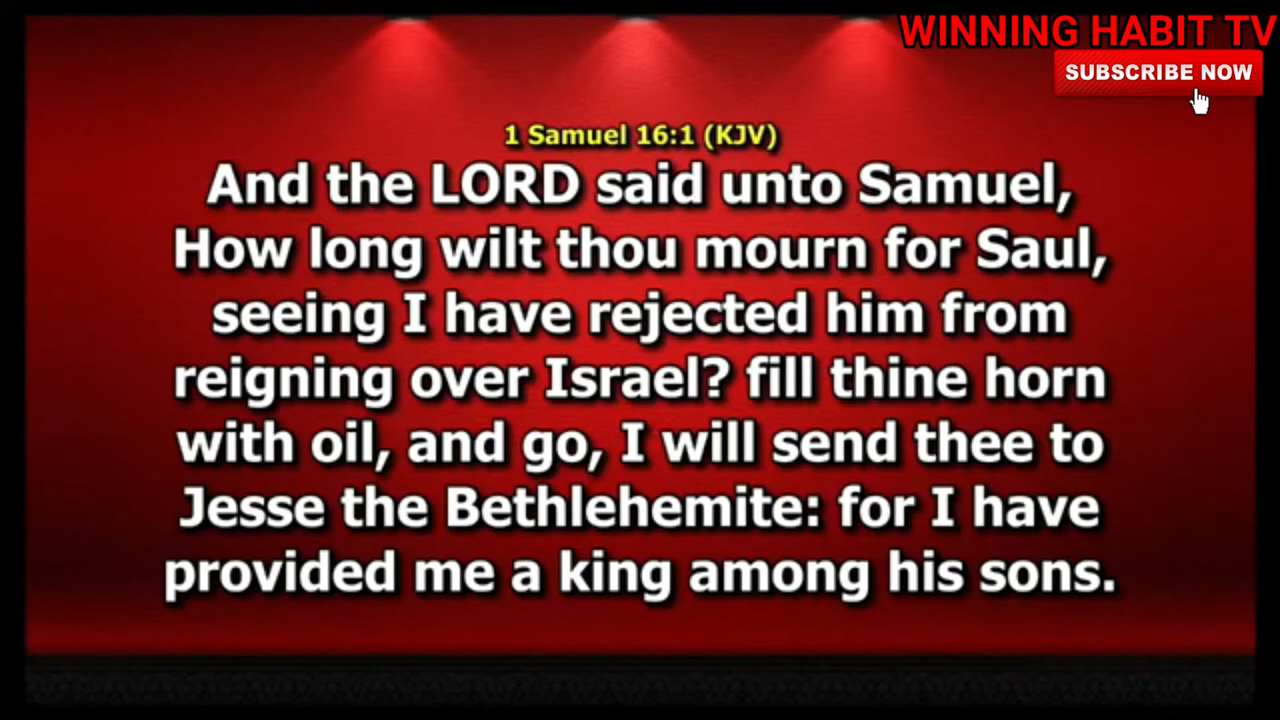 WINNING HABIT TV
SUBSCRIBE NOW
1 Samuel 16:1 (KJV)
And the LORD said unto Samuel,
How long wilt thou mourn for Saul,
seeing I have rejected him from
reigning over Israel? fill thine horn
with oil, and go, I will send thee to
Jesse the Bethlehemite: for I have
provided me a king among his sons.